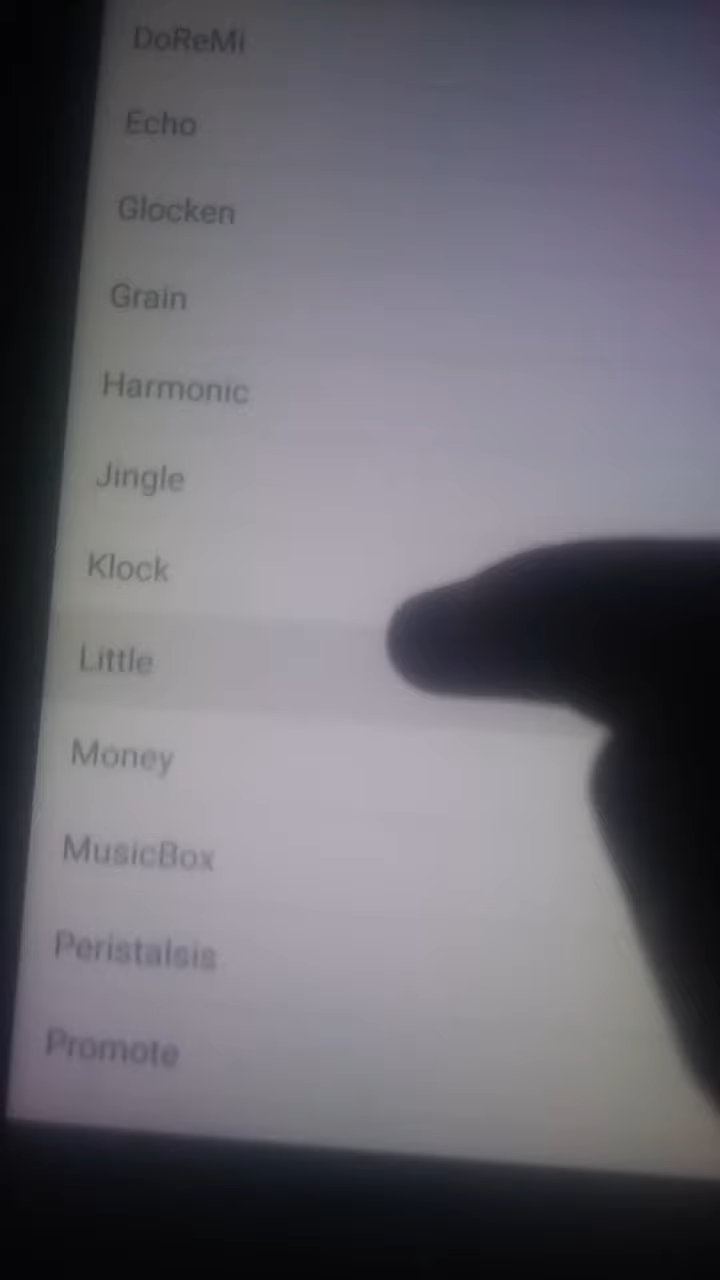 DoReMi
Echo
Glocken
Grain
Harmonic
Jingle
Klock
Little
Money
MusicBox
Peristalsis
Promote